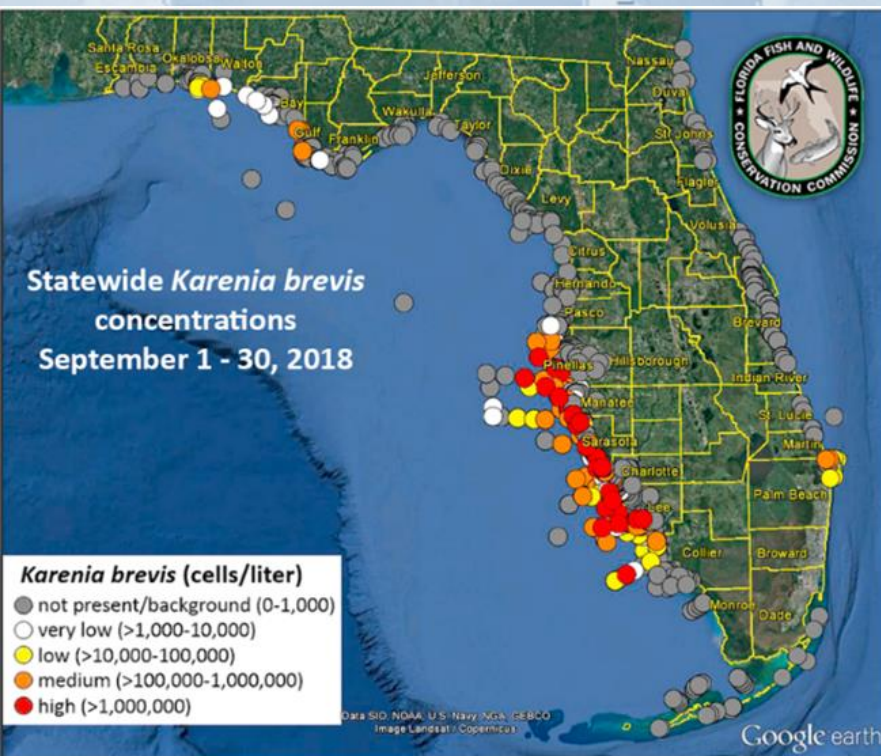 Santa Rosa
Okaloosa
Walton
Escambia
Bay
Gulf
Franklin
Wakulla
Jefferson
Taylor
Dixie
Levy
Nassau
Duval
St Johns
Flagler
Volusia
Citrus
Hernando
Pasco
Pinellas
Hillsborough
Manatee
Sarasota
Charlotte
Lee
Collier
Monroe
Brevard
Indian River
St. Lucie
Martin
Palm Beach
Broward
Dade
FLORIDA FISH AND WILDLIFE
CONSERVATION COMMISSION
Statewide Karenia brevis
concentrations
September 1 - 30, 2018
Karenia brevis (cells/liter)
not present/background (0-1,000)
very low (>1,000-10,000)
low (>10,000-100,000)
medium (>100,000-1,000,000)
high (>1,000,000)
Data SIO, NOAA, U.S. Navy, NGA, GEBCO
Image Landsat / Copernicus
Google earth